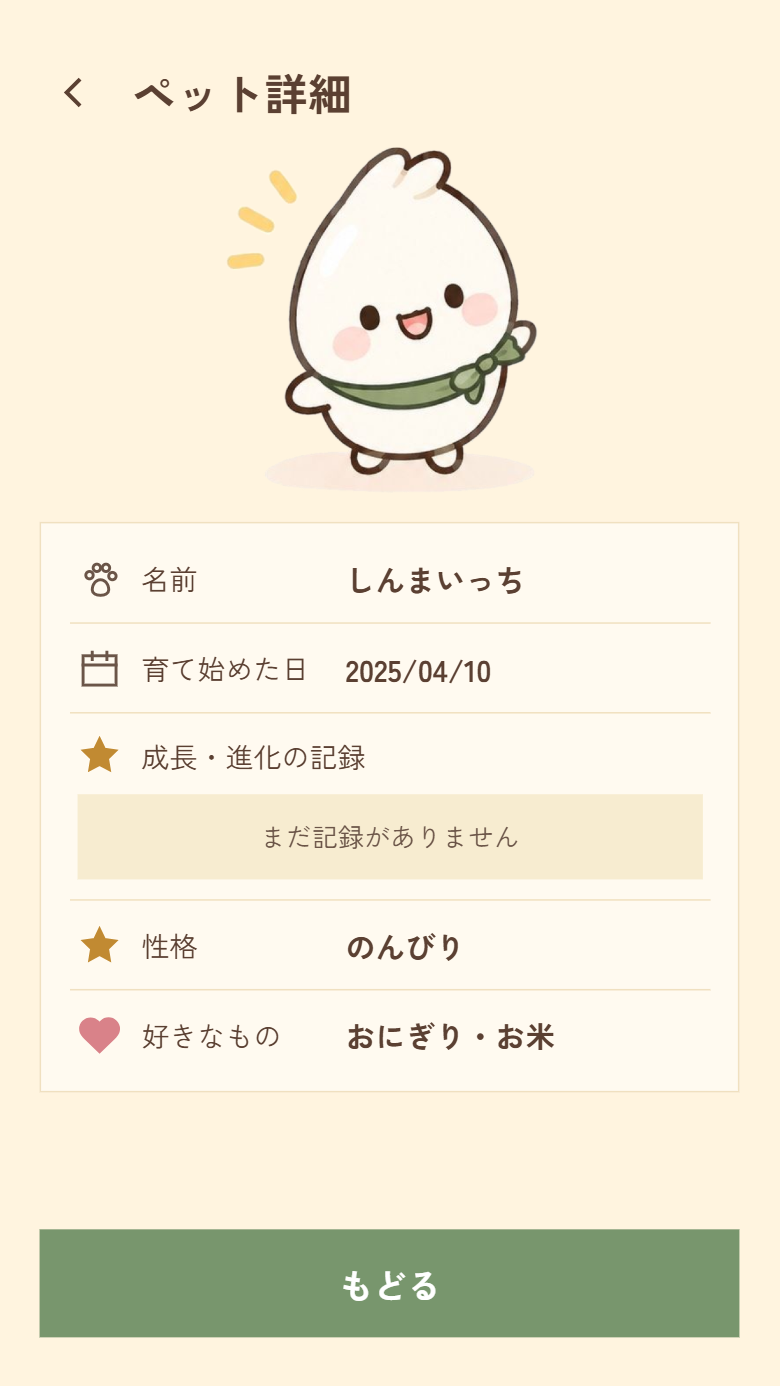 ペット詳細
名前 しんまいっち
育て始めた日 2025/04/10
成長・進化の記録
まだ記録がありません
性格 のんびり
好きなもの おにぎり・お米
もどる